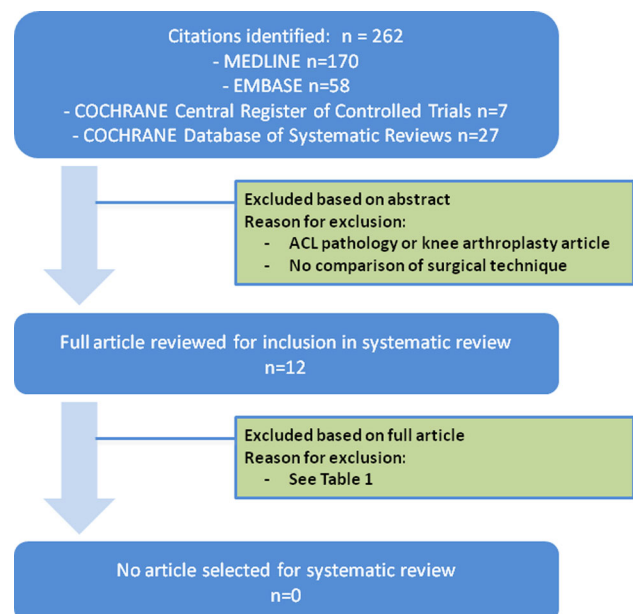 Citations identified:  n = 262
- MEDLINE n=170
- EMBASE n=58
- COCHRANE Central Register of Controlled Trials n=7
- COCHRANE Database of Systematic Reviews n=27
Excluded based on abstract
Reason for exclusion:
- ACL pathology or knee arthroplasty article
- No comparison of surgical technique
Full article reviewed for inclusion in systematic review
n=12
Excluded based on full article
Reason for exclusion:
- See Table 1
No article selected for systematic review
n=0